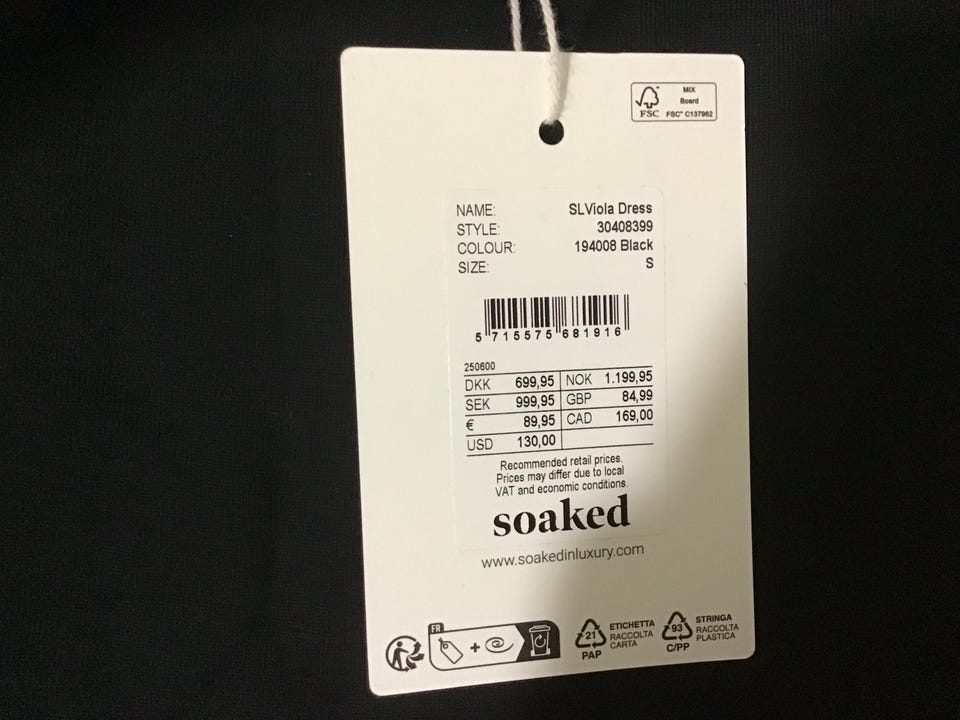 MIX
Board
FSC FSC™ C137962
NAME: SLViola Dress
STYLE: 30408399
COLOUR: 194008 Black
SIZE: S
5 715575 681916
250600
DKK 699,95 NOK 1.199,95
SEK 999,95 GBP 84,99
€ 89,95 CAD 169,00
USD 130,00
Recommended retail prices.
Prices may differ due to local
VAT and economic conditions.
soaked
www.soakedinluxury.com
FR
+
21
PAP
ETICHETTA
RACCOLTA
CARTA
93
C/PP
STRINGA
RACCOLTA
PLASTICA